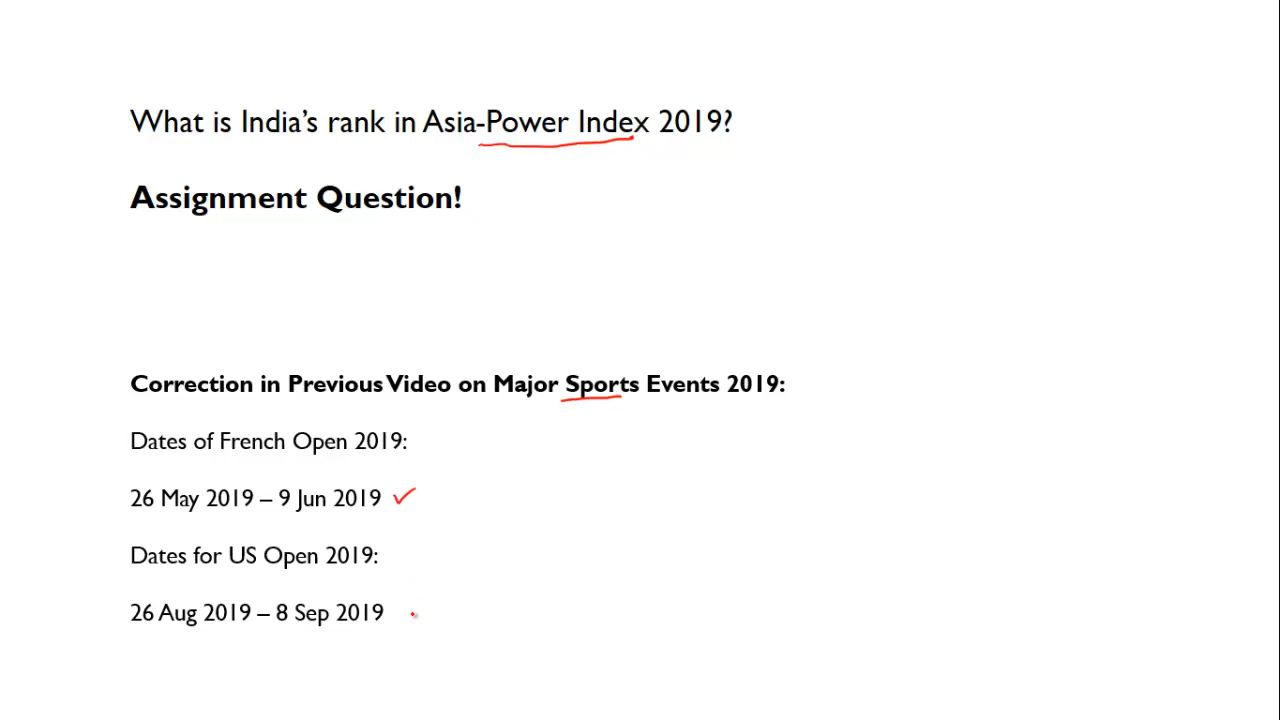 What is India's rank in Asia-Power Index 2019?
Assignment Question!
Correction in Previous Video on Major Sports Events 2019:
Dates of French Open 2019:
26 May 2019 – 9 Jun 2019 ✓
Dates for US Open 2019:
26 Aug 2019 – 8 Sep 2019